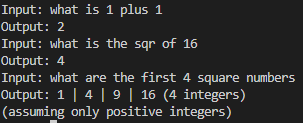 Input: what is 1 plus 1
Output: 2
Input: what is the sqr of 16
Output: 4
Input: what are the first 4 square numbers
Output: 1 | 4 | 9 | 16 (4 integers)
(assuming only positive integers)